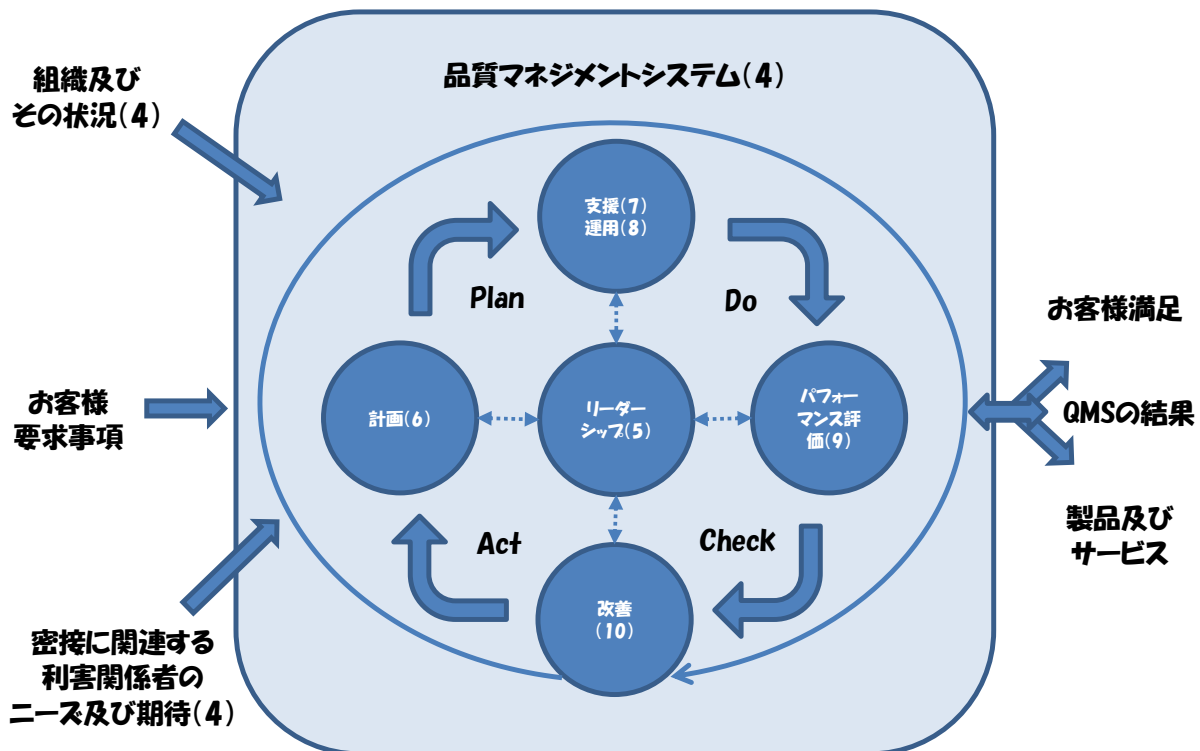 組織及び
その状況(4)
品質マネジメントシステム(4)
支援(7)
運用(8)
Plan
Do
お客様満足
お客様
要求事項
計画(6)
リーダー
シップ(5)
パフォー
マンス評
価(9)
QMSの結果
Act
Check
製品及び
サービス
改善
(10)
密接に関連する
利害関係者の
ニーズ及び期待(4)